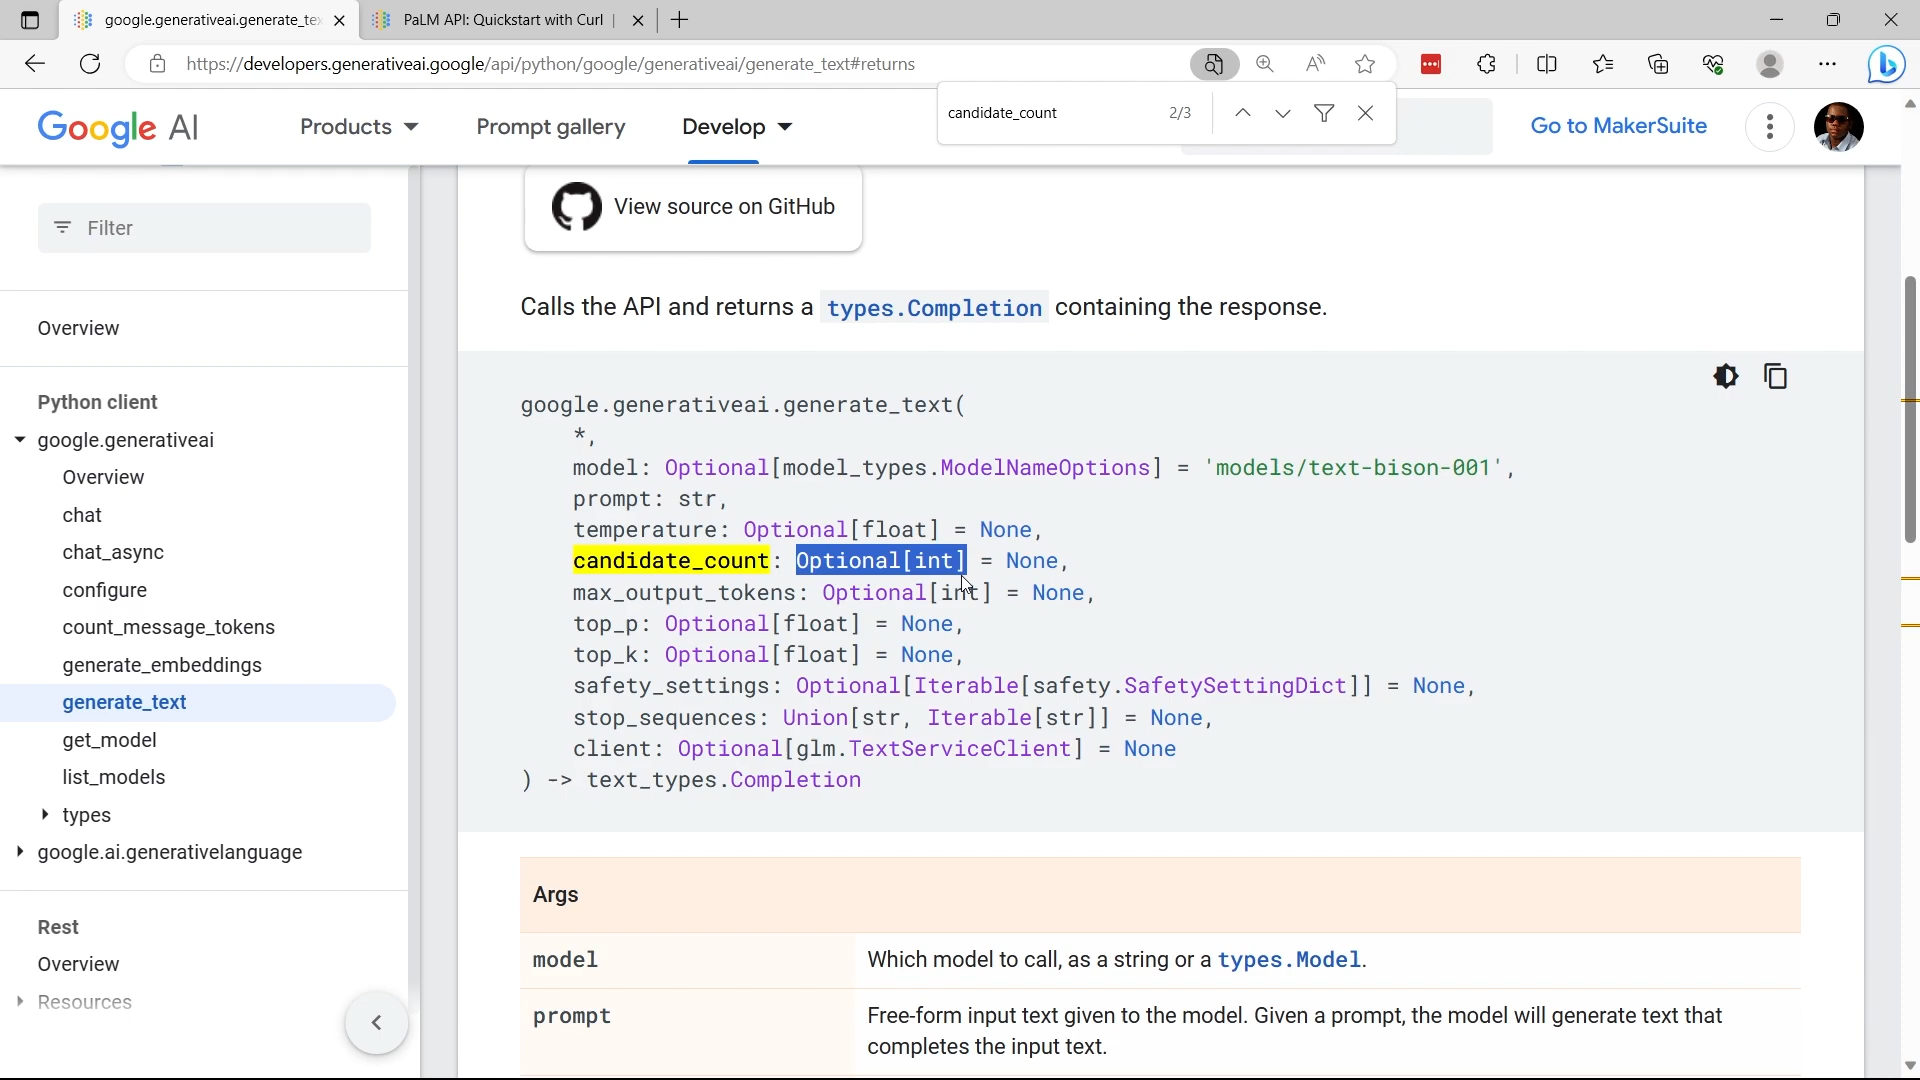 google.generativeai.generate_te
PaLM API: Quickstart with Curl
https://developers.generativeai.google/api/python/google/generativeai/generate_text#returns
candidate_count 2/3
Google AI
Products
Prompt gallery
Develop
Go to MakerSuite
Filter
Overview
Python client
google.generativeai
Overview
chat
chat_async
configure
count_message_tokens
generate_embeddings
generate_text
get_model
list_models
types
google.ai.generativelanguage
Rest
Overview
Resources
View source on GitHub
Calls the API and returns a types.Completion containing the response.
google.generativeai.generate_text(
*,
model: Optional[model_types.ModelNameOptions] = 'models/text-bison-001',
prompt: str,
temperature: Optional[float] = None,
candidate_count: Optional[int] = None,
max_output_tokens: Optional[int] = None,
top_p: Optional[float] = None,
top_k: Optional[float] = None,
safety_settings: Optional[Iterable[safety.SafetySettingDict]] = None,
stop_sequences: Union[str, Iterable[str]] = None,
client: Optional[glm.TextServiceClient] = None
) -> text_types.Completion
Args
model Which model to call, as a string or a types.Model.
prompt Free-form input text given to the model. Given a prompt, the model will generate text that
completes the input text.